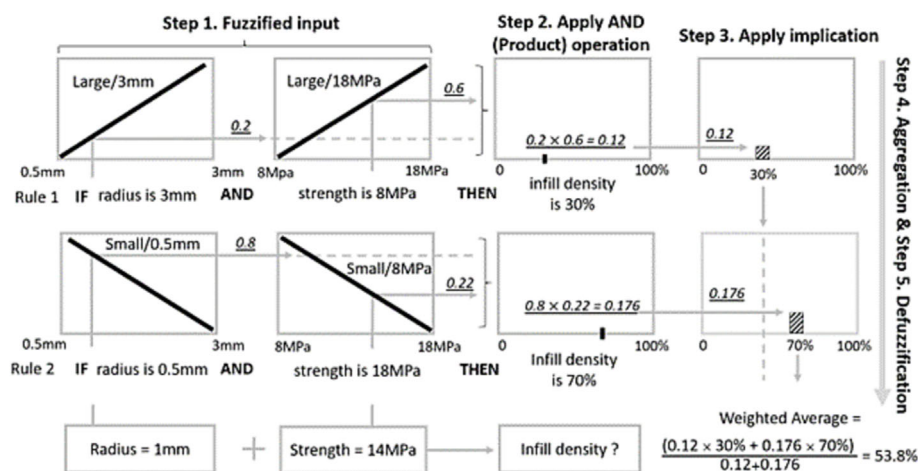 Step 1. Fuzzified input
Step 2. Apply AND
(Product) operation
Step 3. Apply implication
Step 4. Aggregation & Step 5. Defuzzification
Large/3mm
0.2
Large/18MPa
0.6
0.2 × 0.6 = 0.12
0.12
0.5mm 3mm 8Mpa 18MPa 0 100% 0 30% 100%
Rule 1 IF radius is 3mm AND strength is 8MPa THEN infill density
is 30%
Small/0.5mm
0.8
Small/8MPa
0.22
0.8 × 0.22 = 0.176
0.176
0.5mm 3mm 8MPa 18MPa 0 100% 0 70% 100%
Rule 2 IF radius is 0.5mm AND strength is 18MPa THEN Infill density
is 70%
Radius = 1mm + Strength = 14MPa Infill density ?
Weighted Average =
(0.12 × 30% + 0.176 × 70%)
0.12+0.176
= 53.8%